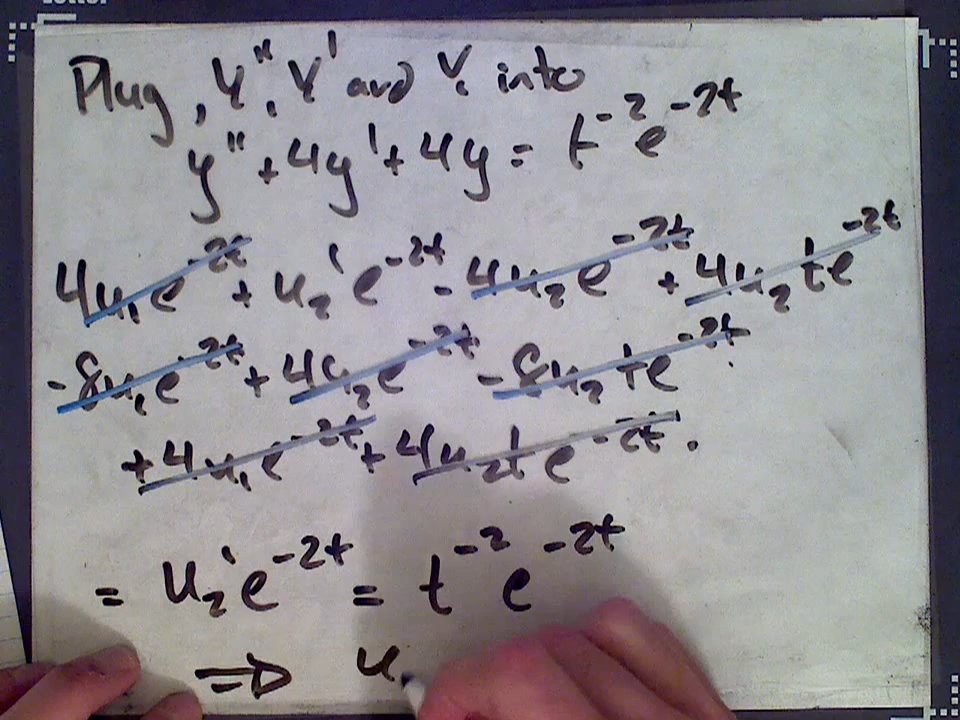 Plug, Y'', Y' and Y into
y'' + 4y' + 4y = t^-2 e^-2t
4u₁e^-2t + u₂'e^-2t - 4u₂e^-2t + 4u₂te^-2t
-8u₁e^-2t + 4u₂e^-2t - 8u₂te^-2t
+4u₁e^-2t + 4u₂te^-2t.
= u₂'e^-2t = t^-2 e^-2t
⇒ u